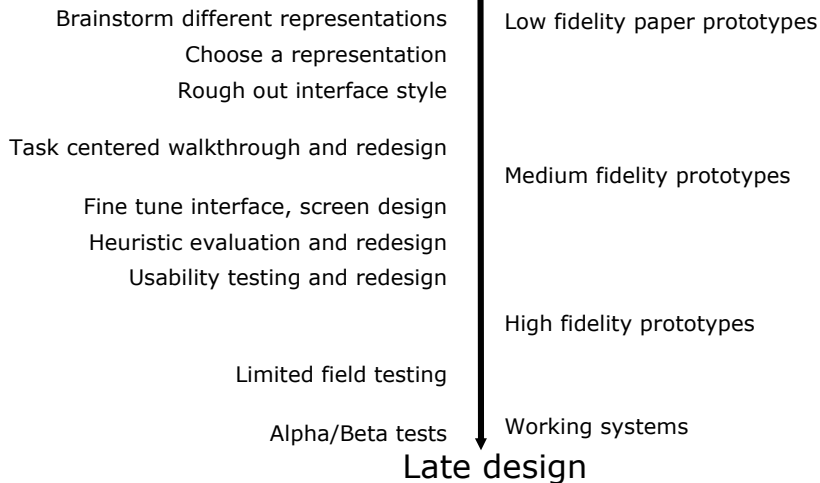 Brainstorm different representations
Low fidelity paper prototypes
Choose a representation
Rough out interface style
Task centered walkthrough and redesign
Medium fidelity prototypes
Fine tune interface, screen design
Heuristic evaluation and redesign
Usability testing and redesign
High fidelity prototypes
Limited field testing
Alpha/Beta tests
Working systems
Late design